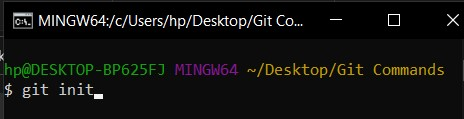 MINGW64:/c/Users/hp/Desktop/Git Co...
hp@DESKTOP-BP625FJ MINGW64 ~/Desktop/Git Commands
$ git init